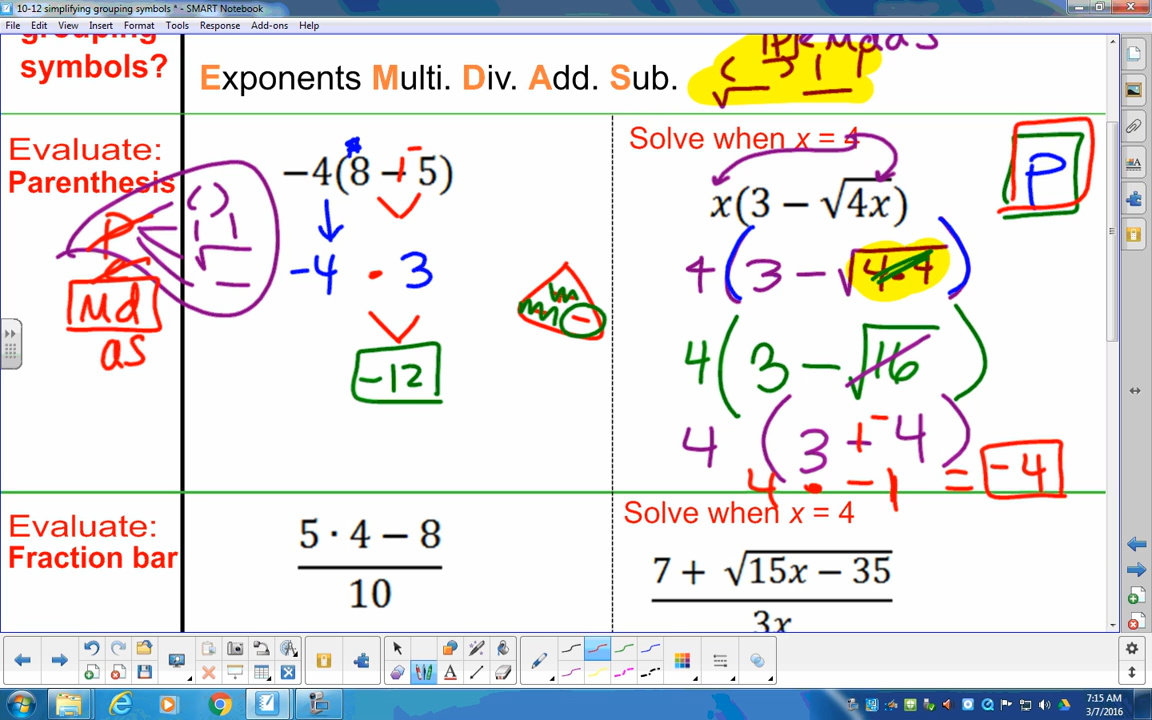 10-12 simplifying grouping symbols * - SMART Notebook
File Edit View Insert Format Tools Response Add-ons Help
grouping
symbols?
Exponents Multi. Div. Add. Sub.
Evaluate:
Parenthesis
P
( )
| |
√
Md
as
−4(8 − 5)
+ -
-4 • 3
-12
Solve when x = 4
P
x(3 − √4x)
4 (3 − √4·4)
4 (3 − √16)
4 (3 + -4)
4 • -1 = -4
Evaluate:
Fraction bar
5 · 4 − 8
10
Solve when x = 4
7 + √15x − 35
3x
7:15 AM
3/7/2016